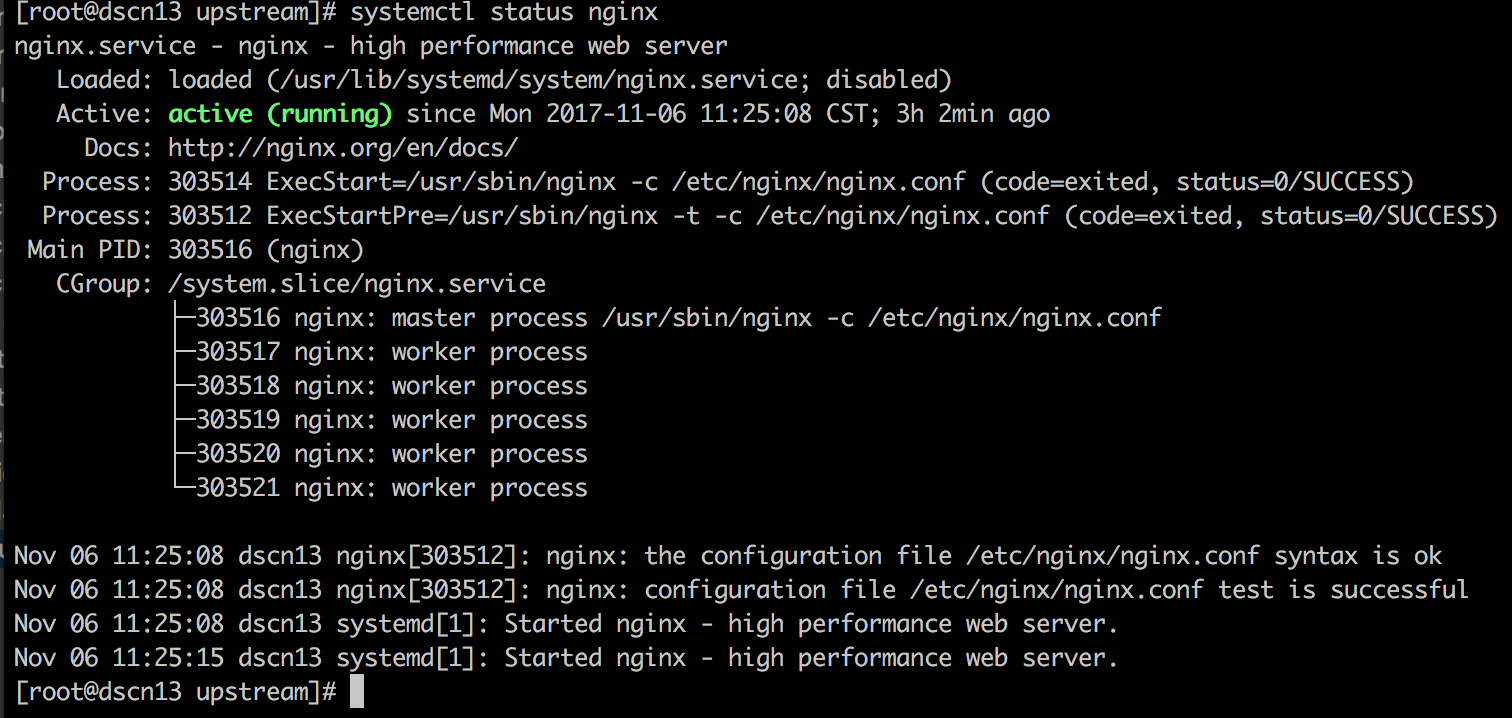 [root@dscn13 upstream]# systemctl status nginx
nginx.service - nginx - high performance web server
   Loaded: loaded (/usr/lib/systemd/system/nginx.service; disabled)
   Active: active (running) since Mon 2017-11-06 11:25:08 CST; 3h 2min ago
     Docs: http://nginx.org/en/docs/
  Process: 303514 ExecStart=/usr/sbin/nginx -c /etc/nginx/nginx.conf (code=exited, status=0/SUCCESS)
  Process: 303512 ExecStartPre=/usr/sbin/nginx -t -c /etc/nginx/nginx.conf (code=exited, status=0/SUCCESS)
 Main PID: 303516 (nginx)
   CGroup: /system.slice/nginx.service
           ├─303516 nginx: master process /usr/sbin/nginx -c /etc/nginx/nginx.conf
           ├─303517 nginx: worker process
           ├─303518 nginx: worker process
           ├─303519 nginx: worker process
           ├─303520 nginx: worker process
           └─303521 nginx: worker process
Nov 06 11:25:08 dscn13 nginx[303512]: nginx: the configuration file /etc/nginx/nginx.conf syntax is ok
Nov 06 11:25:08 dscn13 nginx[303512]: nginx: configuration file /etc/nginx/nginx.conf test is successful
Nov 06 11:25:08 dscn13 systemd[1]: Started nginx - high performance web server.
Nov 06 11:25:15 dscn13 systemd[1]: Started nginx - high performance web server.
[root@dscn13 upstream]#